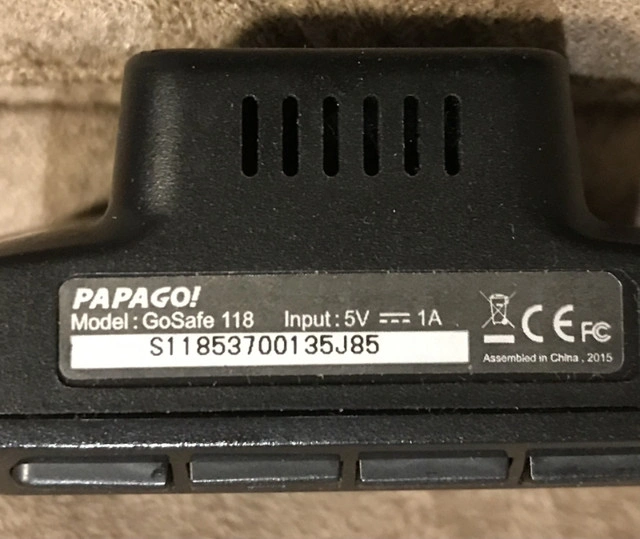 PAPAGO!
Model : GoSafe 118 Input : 5V ⎓ 1A
S11853700135J85
CE FC
Assembled in China , 2015